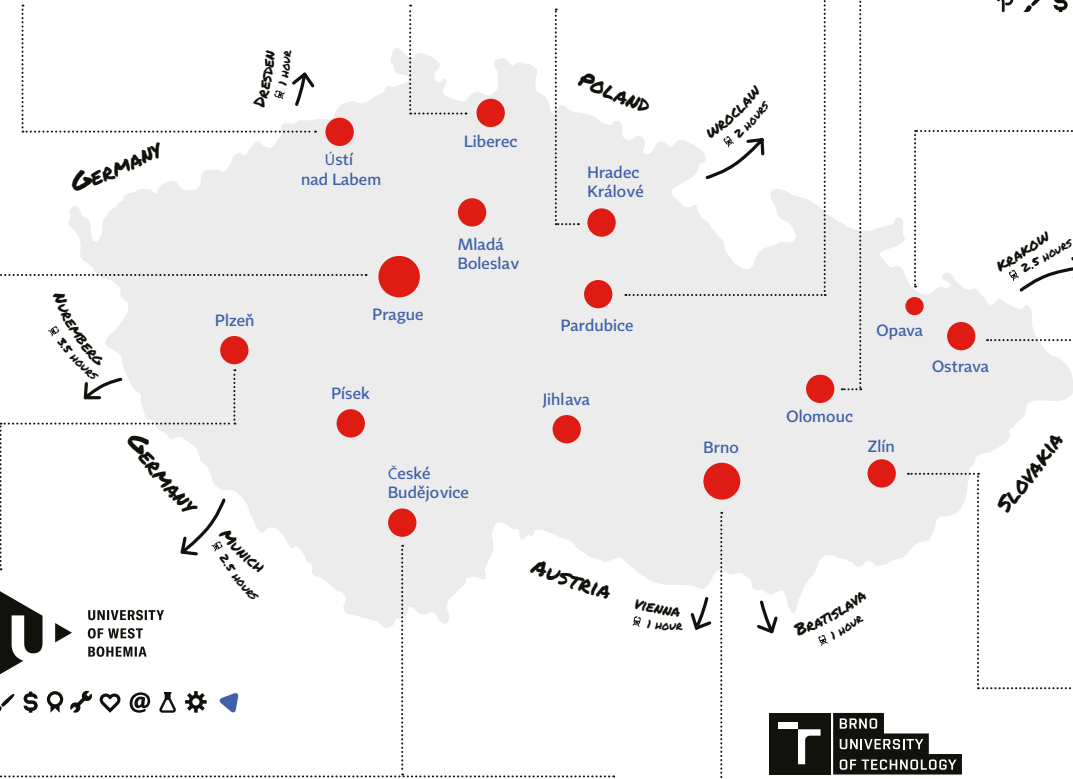 DRESDEN
1 HOUR
POLAND
WROCLAW
2 HOURS
GERMANY
Liberec
Ústí
nad Labem
Hradec
Králové
Mladá
Boleslav
KRAKOW
2.5 HOURS
Prague
Pardubice
Opava
Ostrava
NUREMBERG
3.5 HOURS
Plzeň
Písek
Jihlava
Olomouc
Brno
Zlín
SLOVAKIA
GERMANY
České
Budějovice
MUNICH
2.5 HOURS
AUSTRIA
VIENNA
1 HOUR
BRATISLAVA
1 HOUR
UNIVERSITY
OF WEST
BOHEMIA
$ @
BRNO
UNIVERSITY
OF TECHNOLOGY